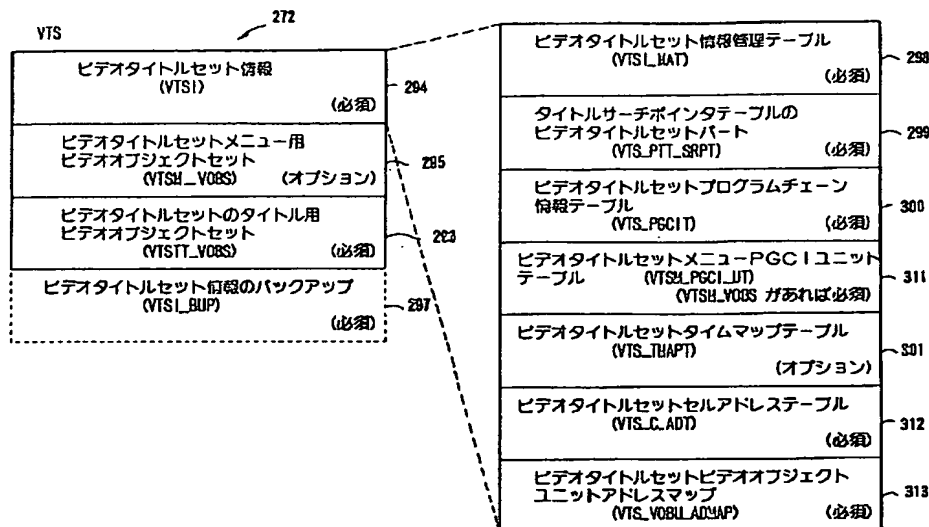 272
VTS
ビデオタイトルセット情報
(VTSI)
(必須)
294
ビデオタイトルセットメニュー用
ビデオオブジェクトセット
(VTSM_VOBS) (オプション)
295
ビデオタイトルセットのタイトル用
ビデオオブジェクトセット
(VTSTT_VOBS) (必須)
ビデオタイトルセット情報のバックアップ
(VTSI_BUP)
(必須)
297
ビデオタイトルセット情報管理テーブル
(VTSI_MAT)
(必須)
298
タイトルサーチポインタテーブルの
ビデオタイトルセットパート
(VTS_PTT_SRPT) (必須)
299
ビデオタイトルセットプログラムチェーン
情報テーブル
(VTS_PGCIT) (必須)
300
ビデオタイトルセットメニューPGCIユニット
テーブル (VTSM_PGCI_UT)
(VTSM_VOBS があれば必須)
311
ビデオタイトルセットタイムマップテーブル
(VTS_TMAPT)
(オプション)
301
ビデオタイトルセットセルアドレステーブル
(VTS_C_ADT)
(必須)
312
ビデオタイトルセットビデオオブジェクト
ユニットアドレスマップ
(VTS_VOBU_ADMAP) (必須)
313